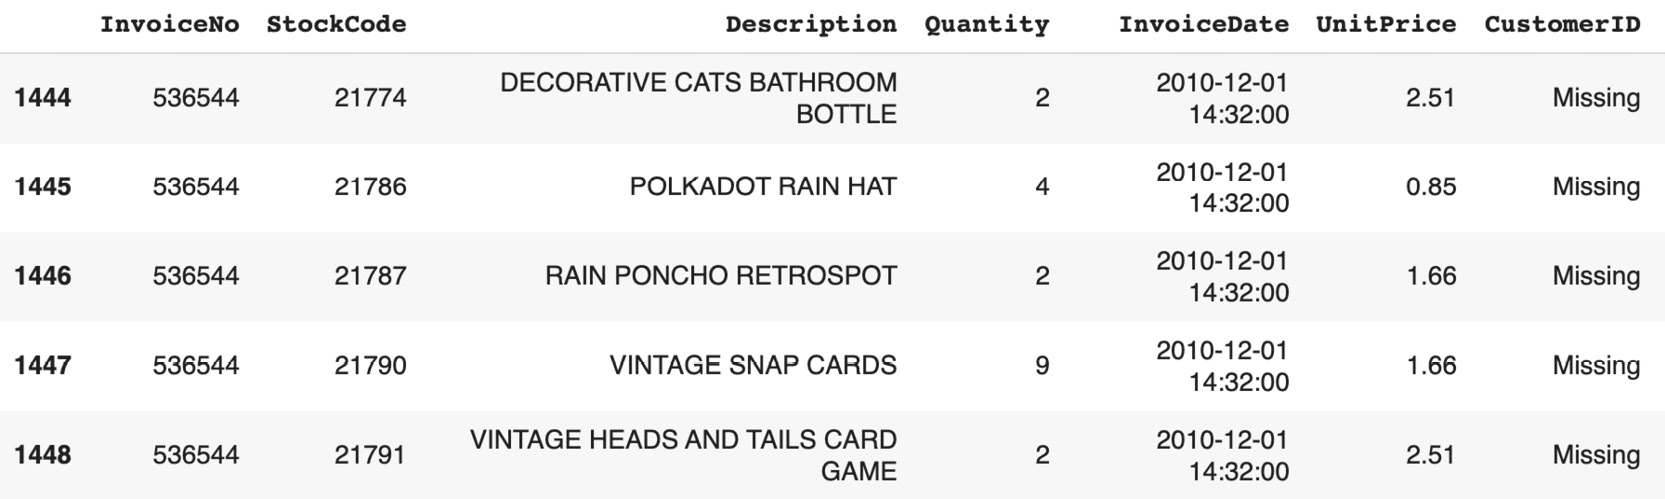 InvoiceNo StockCode Description Quantity InvoiceDate UnitPrice CustomerID
1444 536544 21774 DECORATIVE CATS BATHROOM BOTTLE 2 2010-12-01 14:32:00 2.51 Missing
1445 536544 21786 POLKADOT RAIN HAT 4 2010-12-01 14:32:00 0.85 Missing
1446 536544 21787 RAIN PONCHO RETROSPOT 2 2010-12-01 14:32:00 1.66 Missing
1447 536544 21790 VINTAGE SNAP CARDS 9 2010-12-01 14:32:00 1.66 Missing
1448 536544 21791 VINTAGE HEADS AND TAILS CARD GAME 2 2010-12-01 14:32:00 2.51 Missing